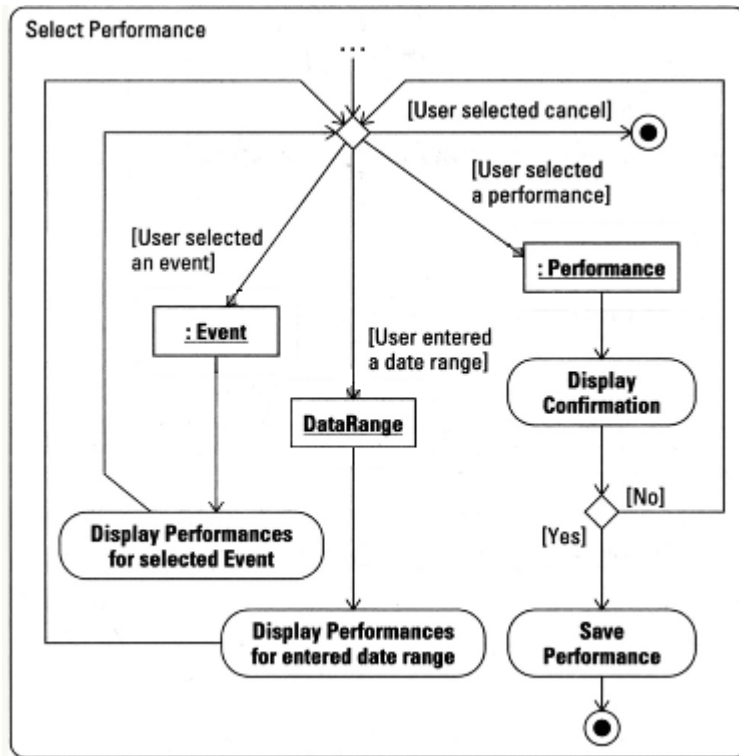 Select Performance
...
[User selected cancel]
[User selected
a performance]
[User selected
an event]
: Performance
: Event
[User entered
a date range]
Display
Confirmation
DataRange
[No]
[Yes]
Display Performances
for selected Event
Display Performances
for entered date range
Save
Performance